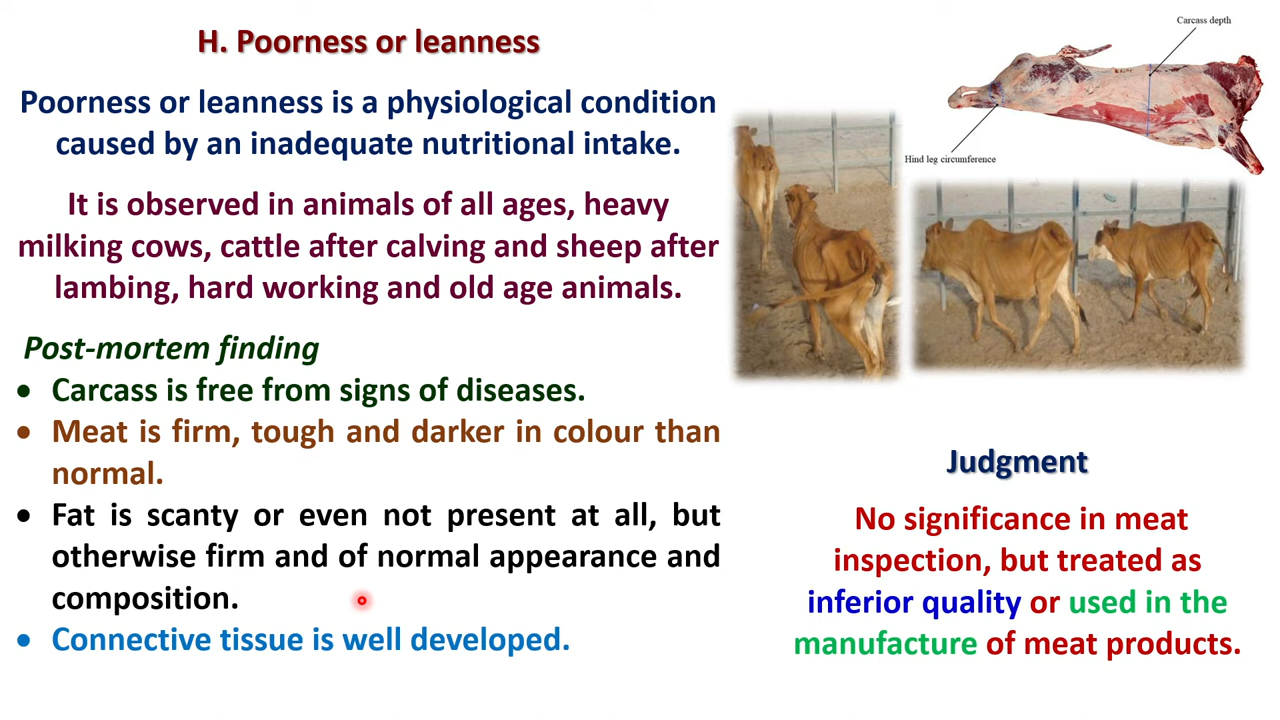 H. Poorness or leanness
Poorness or leanness is a physiological condition
caused by an inadequate nutritional intake.
It is observed in animals of all ages, heavy
milking cows, cattle after calving and sheep after
lambing, hard working and old age animals.
Post-mortem finding
• Carcass is free from signs of diseases.
• Meat is firm, tough and darker in colour than
normal.
• Fat is scanty or even not present at all, but
otherwise firm and of normal appearance and
composition.
• Connective tissue is well developed.
Carcass depth
Hind leg circumference
Judgment
No significance in meat
inspection, but treated as
inferior quality or used in the
manufacture of meat products.